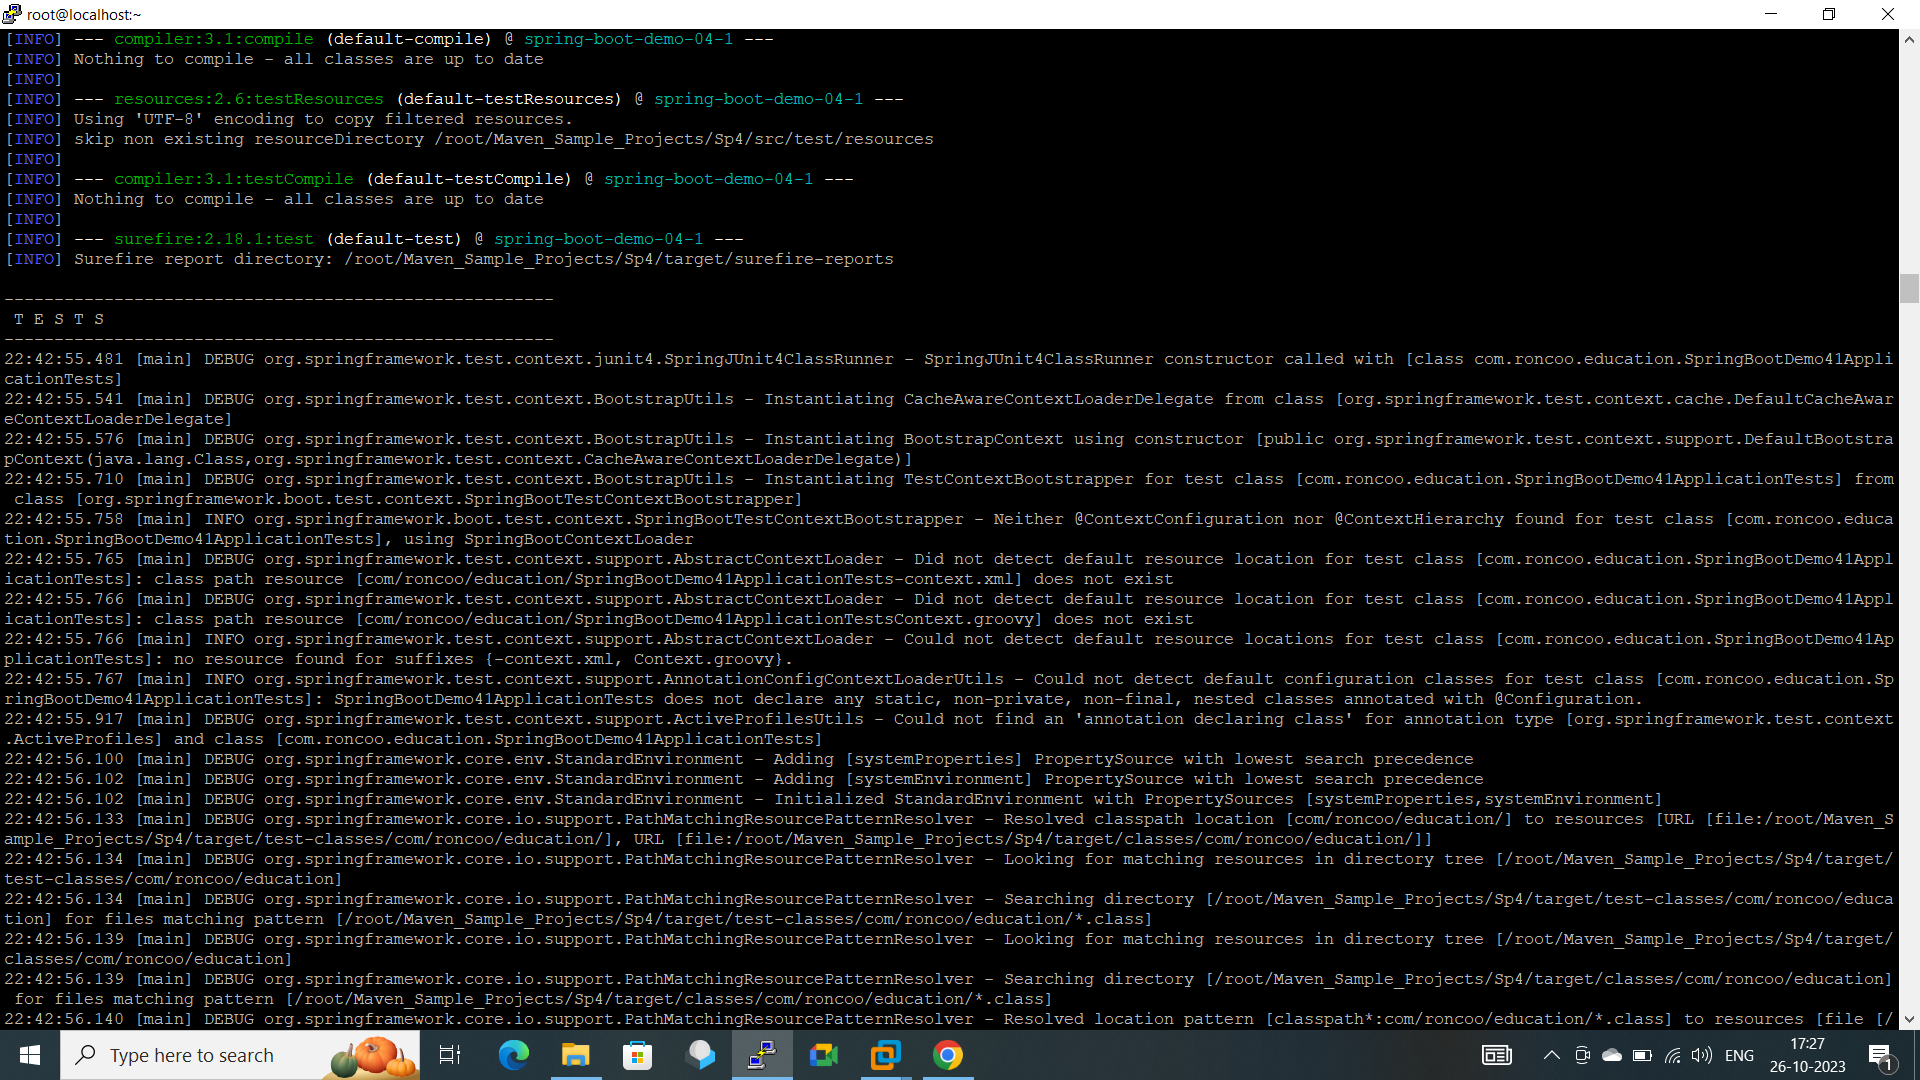 root@localhost:~
[INFO] --- compiler:3.1:compile (default-compile) @ spring-boot-demo-04-1 ---
[INFO] Nothing to compile - all classes are up to date
[INFO]
[INFO] --- resources:2.6:testResources (default-testResources) @ spring-boot-demo-04-1 ---
[INFO] Using 'UTF-8' encoding to copy filtered resources.
[INFO] skip non existing resourceDirectory /root/Maven_Sample_Projects/Sp4/src/test/resources
[INFO]
[INFO] --- compiler:3.1:testCompile (default-testCompile) @ spring-boot-demo-04-1 ---
[INFO] Nothing to compile - all classes are up to date
[INFO]
[INFO] --- surefire:2.18.1:test (default-test) @ spring-boot-demo-04-1 ---
[INFO] Surefire report directory: /root/Maven_Sample_Projects/Sp4/target/surefire-reports
-------------------------------------------------------
T E S T S
-------------------------------------------------------
22:42:55.481 [main] DEBUG org.springframework.test.context.junit4.SpringJUnit4ClassRunner - SpringJUnit4ClassRunner constructor called with [class com.roncoo.education.SpringBootDemo41Appli
cationTests]
22:42:55.541 [main] DEBUG org.springframework.test.context.BootstrapUtils - Instantiating CacheAwareContextLoaderDelegate from class [org.springframework.test.context.cache.DefaultCacheAwar
eContextLoaderDelegate]
22:42:55.576 [main] DEBUG org.springframework.test.context.BootstrapUtils - Instantiating BootstrapContext using constructor [public org.springframework.test.context.support.DefaultBootstra
pContext(java.lang.Class,org.springframework.test.context.CacheAwareContextLoaderDelegate)]
22:42:55.710 [main] DEBUG org.springframework.test.context.BootstrapUtils - Instantiating TestContextBootstrapper for test class [com.roncoo.education.SpringBootDemo41ApplicationTests] from
class [org.springframework.boot.test.context.SpringBootTestContextBootstrapper]
22:42:55.758 [main] INFO org.springframework.boot.test.context.SpringBootTestContextBootstrapper - Neither @ContextConfiguration nor @ContextHierarchy found for test class [com.roncoo.educa
tion.SpringBootDemo41ApplicationTests], using SpringBootContextLoader
22:42:55.765 [main] DEBUG org.springframework.test.context.support.AbstractContextLoader - Did not detect default resource location for test class [com.roncoo.education.SpringBootDemo41Appl
icationTests]: class path resource [com/roncoo/education/SpringBootDemo41ApplicationTests-context.xml] does not exist
22:42:55.766 [main] DEBUG org.springframework.test.context.support.AbstractContextLoader - Did not detect default resource location for test class [com.roncoo.education.SpringBootDemo41Appl
icationTests]: class path resource [com/roncoo/education/SpringBootDemo41ApplicationTestsContext.groovy] does not exist
22:42:55.766 [main] INFO org.springframework.test.context.support.AbstractContextLoader - Could not detect default resource locations for test class [com.roncoo.education.SpringBootDemo41Ap
plicationTests]: no resource found for suffixes {-context.xml, Context.groovy}.
22:42:55.767 [main] INFO org.springframework.test.context.support.AnnotationConfigContextLoaderUtils - Could not detect default configuration classes for test class [com.roncoo.education.Sp
ringBootDemo41ApplicationTests]: SpringBootDemo41ApplicationTests does not declare any static, non-private, non-final, nested classes annotated with @Configuration.
22:42:55.917 [main] DEBUG org.springframework.test.context.support.ActiveProfilesUtils - Could not find an 'annotation declaring class' for annotation type [org.springframework.test.context
.ActiveProfiles] and class [com.roncoo.education.SpringBootDemo41ApplicationTests]
22:42:56.100 [main] DEBUG org.springframework.core.env.StandardEnvironment - Adding [systemProperties] PropertySource with lowest search precedence
22:42:56.102 [main] DEBUG org.springframework.core.env.StandardEnvironment - Adding [systemEnvironment] PropertySource with lowest search precedence
22:42:56.102 [main] DEBUG org.springframework.core.env.StandardEnvironment - Initialized StandardEnvironment with PropertySources [systemProperties,systemEnvironment]
22:42:56.133 [main] DEBUG org.springframework.core.io.support.PathMatchingResourcePatternResolver - Resolved classpath location [com/roncoo/education/] to resources [URL [file:/root/Maven_S
ample_Projects/Sp4/target/test-classes/com/roncoo/education/], URL [file:/root/Maven_Sample_Projects/Sp4/target/classes/com/roncoo/education/]]
22:42:56.134 [main] DEBUG org.springframework.core.io.support.PathMatchingResourcePatternResolver - Looking for matching resources in directory tree [/root/Maven_Sample_Projects/Sp4/target/
test-classes/com/roncoo/education]
22:42:56.134 [main] DEBUG org.springframework.core.io.support.PathMatchingResourcePatternResolver - Searching directory [/root/Maven_Sample_Projects/Sp4/target/test-classes/com/roncoo/educa
tion] for files matching pattern [/root/Maven_Sample_Projects/Sp4/target/test-classes/com/roncoo/education/*.class]
22:42:56.139 [main] DEBUG org.springframework.core.io.support.PathMatchingResourcePatternResolver - Looking for matching resources in directory tree [/root/Maven_Sample_Projects/Sp4/target/
classes/com/roncoo/education]
22:42:56.139 [main] DEBUG org.springframework.core.io.support.PathMatchingResourcePatternResolver - Searching directory [/root/Maven_Sample_Projects/Sp4/target/classes/com/roncoo/education]
for files matching pattern [/root/Maven_Sample_Projects/Sp4/target/classes/com/roncoo/education/*.class]
22:42:56.140 [main] DEBUG org.springframework.core.io.support.PathMatchingResourcePatternResolver - Resolved location pattern [classpath*:com/roncoo/education/*.class] to resources [file [/
Type here to search
ENG
17:27
26-10-2023
1